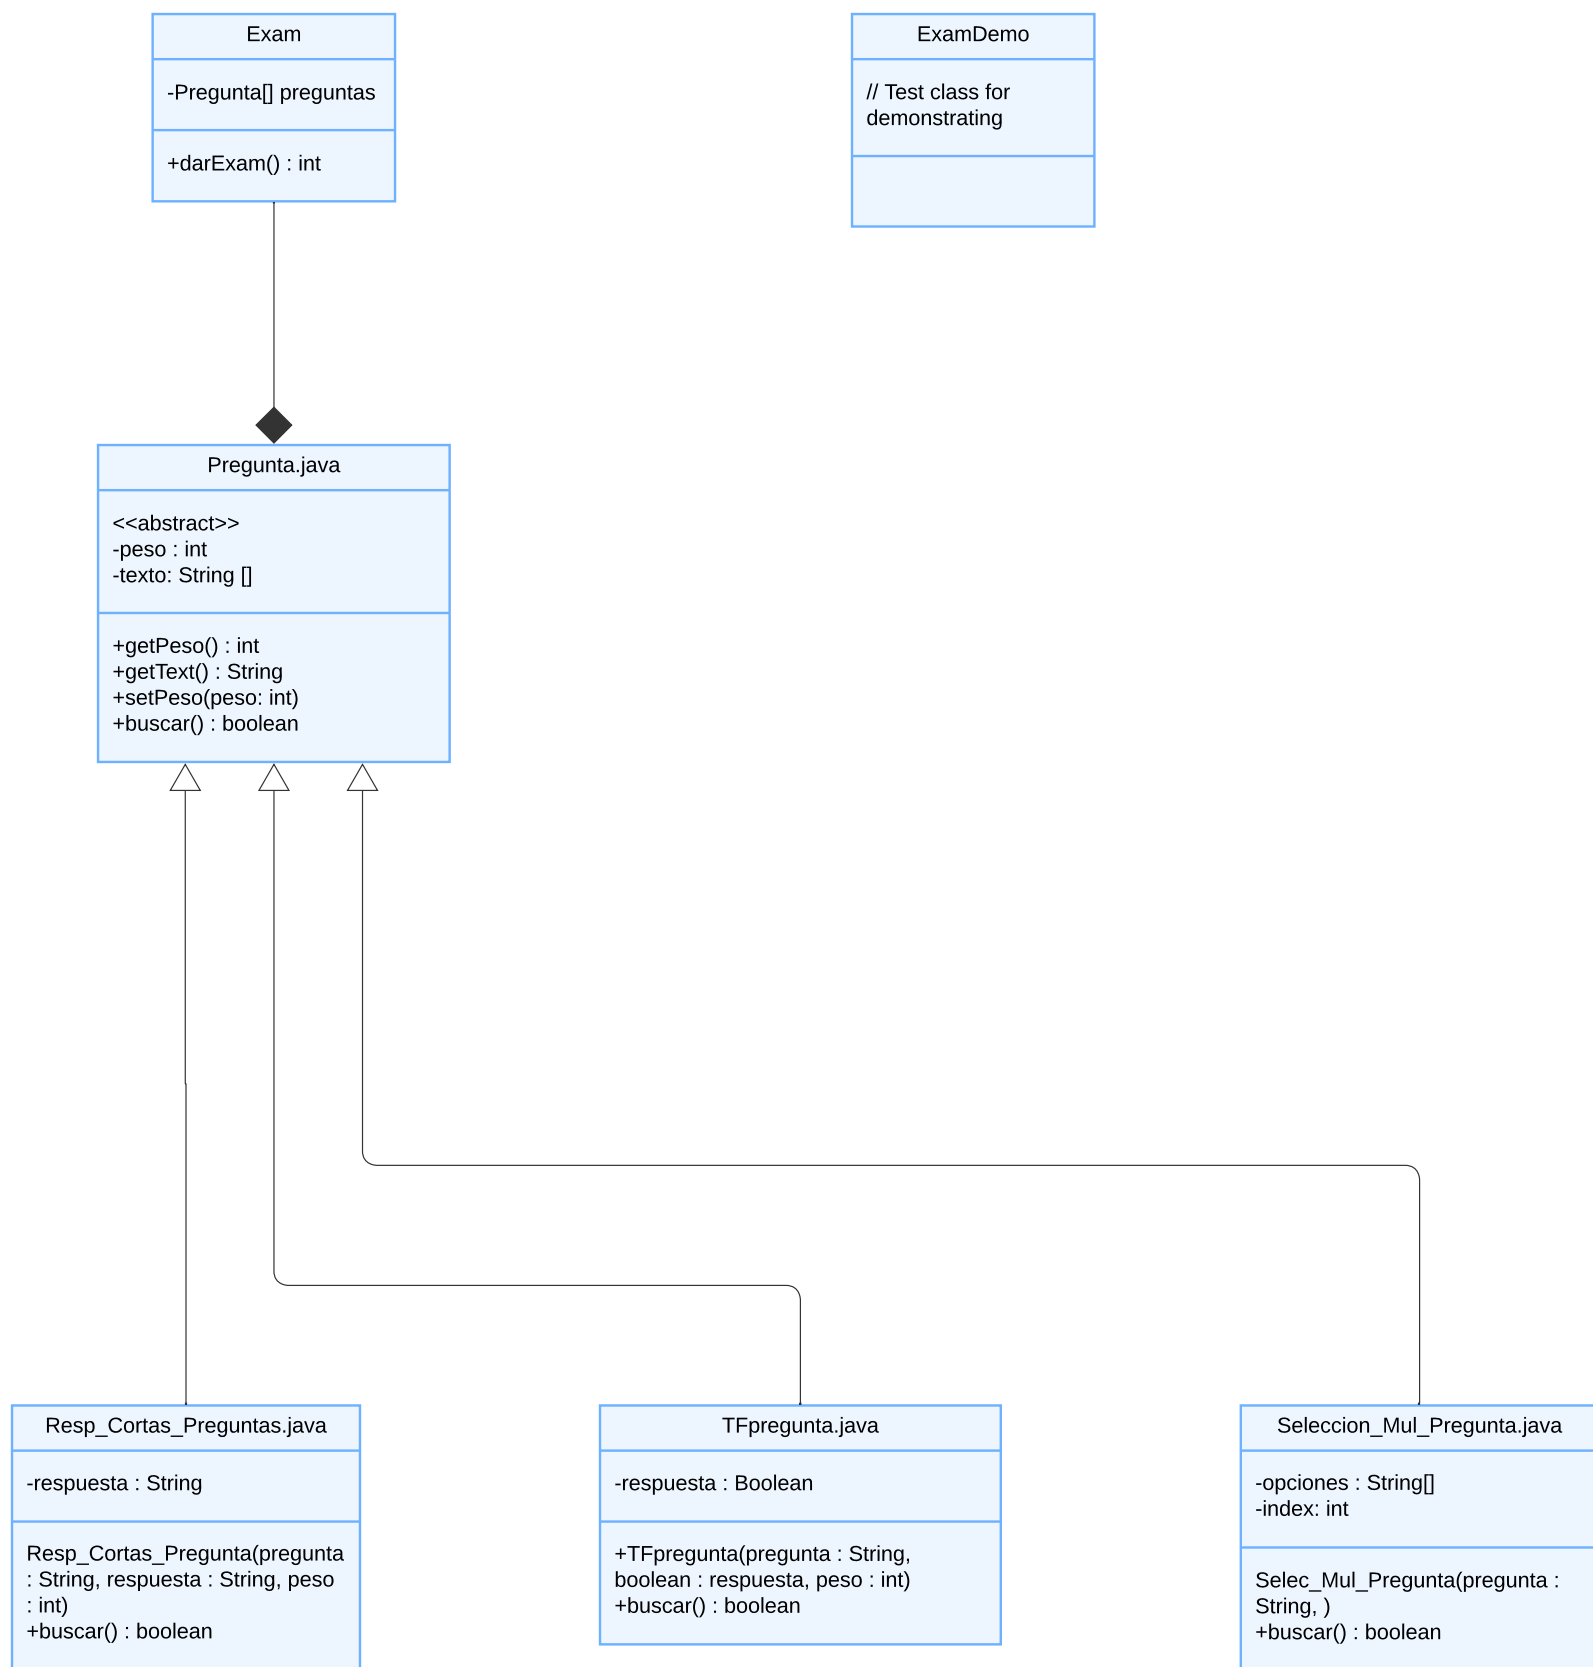 Exam
-Pregunta[] preguntas
+darExam() : int
ExamDemo
// Test class for
demonstrating
Pregunta.java
<<abstract>>
-peso : int
-texto: String []
+getPeso() : int
+getText() : String
+setPeso(peso: int)
+buscar() : boolean
Resp_Cortas_Preguntas.java
-respuesta : String
Resp_Cortas_Pregunta(pregunta
: String, respuesta : String, peso
: int)
+buscar() : boolean
TFpregunta.java
-respuesta : Boolean
+TFpregunta(pregunta : String,
boolean : respuesta, peso : int)
+buscar() : boolean
Seleccion_Mul_Pregunta.java
-opciones : String[]
-index: int
Selec_Mul_Pregunta(pregunta :
String, )
+buscar() : boolean